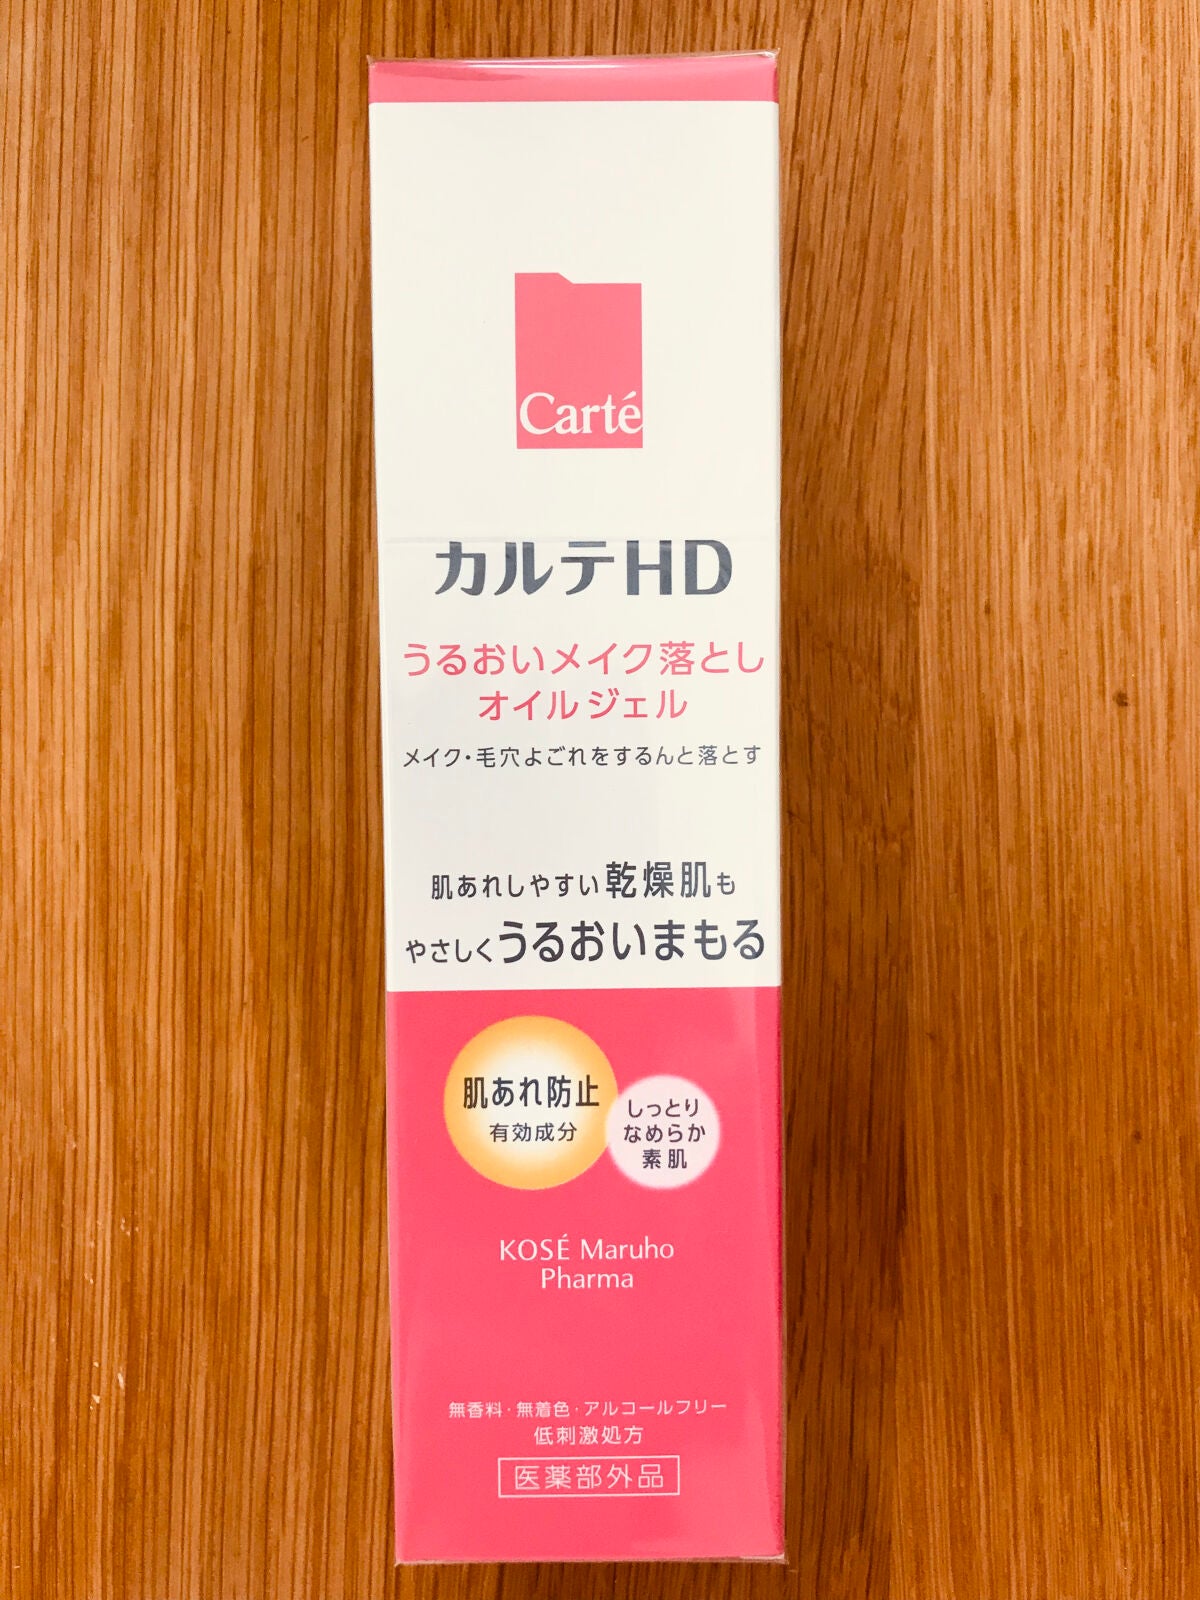 Carté
カルテHD
うるおいメイク落とし
オイルジェル
メイク・毛穴よごれをするんと落とす
肌あれしやすい乾燥肌も
やさしくうるおいまもる
肌あれ防止
有効成分
しっとり
なめらか
素肌
KOSÉ Maruho
Pharma
無香料・無着色・アルコールフリー
低刺激処方
医薬部外品